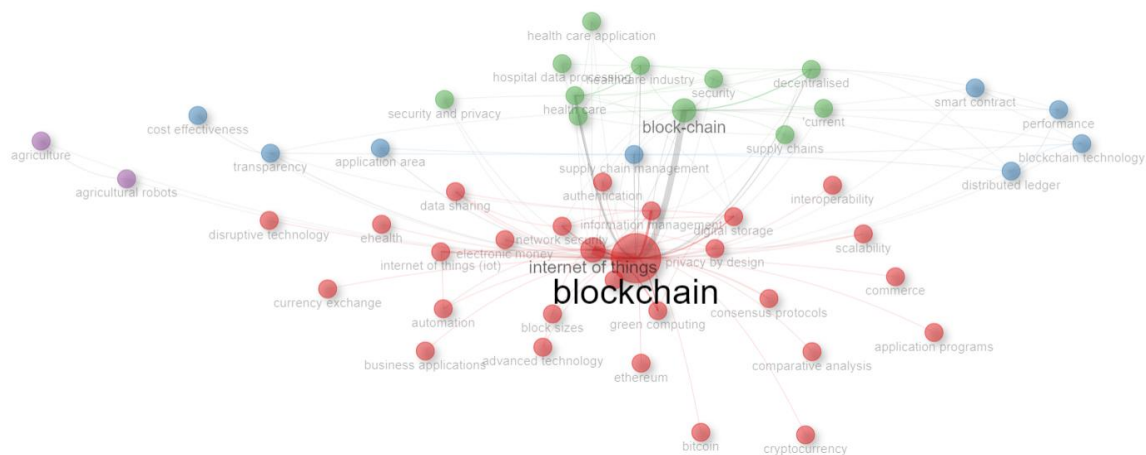 health care application
hospital data processing
healthcare industry
security
decentralised
health care
smart contract
security and privacy
block-chain
'current
performance
cost effectiveness
supply chains
blockchain technology
agriculture
transparency
application area
supply chain management
distributed ledger
agricultural robots
authentication
interoperability
data sharing
information management
digital storage
disruptive technology
ehealth
network security
scalability
electronic money
internet of things (iot)
internet of things
privacy by design
commerce
blockchain
currency exchange
consensus protocols
automation
block sizes
green computing
application programs
business applications
advanced technology
comparative analysis
ethereum
bitcoin
cryptocurrency